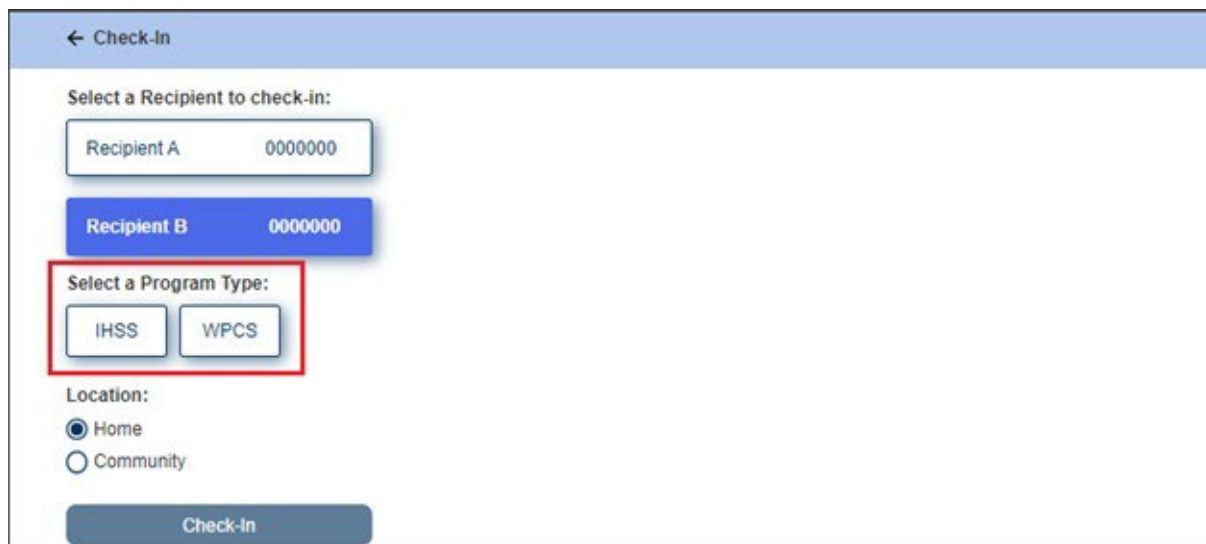 ← Check-In
Select a Recipient to check-in:
Recipient A 0000000
Recipient B 0000000
Select a Program Type:
IHSS WPCS
Location:
Home
Community
Check-In